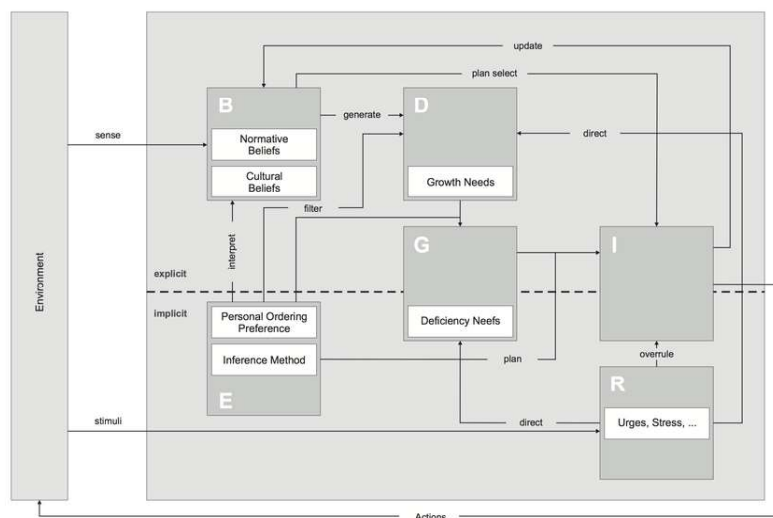 update
plan select
B
D
generate
sense
direct
Normative
Beliefs
Cultural
Beliefs
Growth Needs
filter
interpret
G
I
Environment
explicit
implicit
Personal Ordering
Preference
Deficiency Neefs
Inference Method
plan
overrule
E
R
stimuli
direct
Urges, Stress, ...
Actions